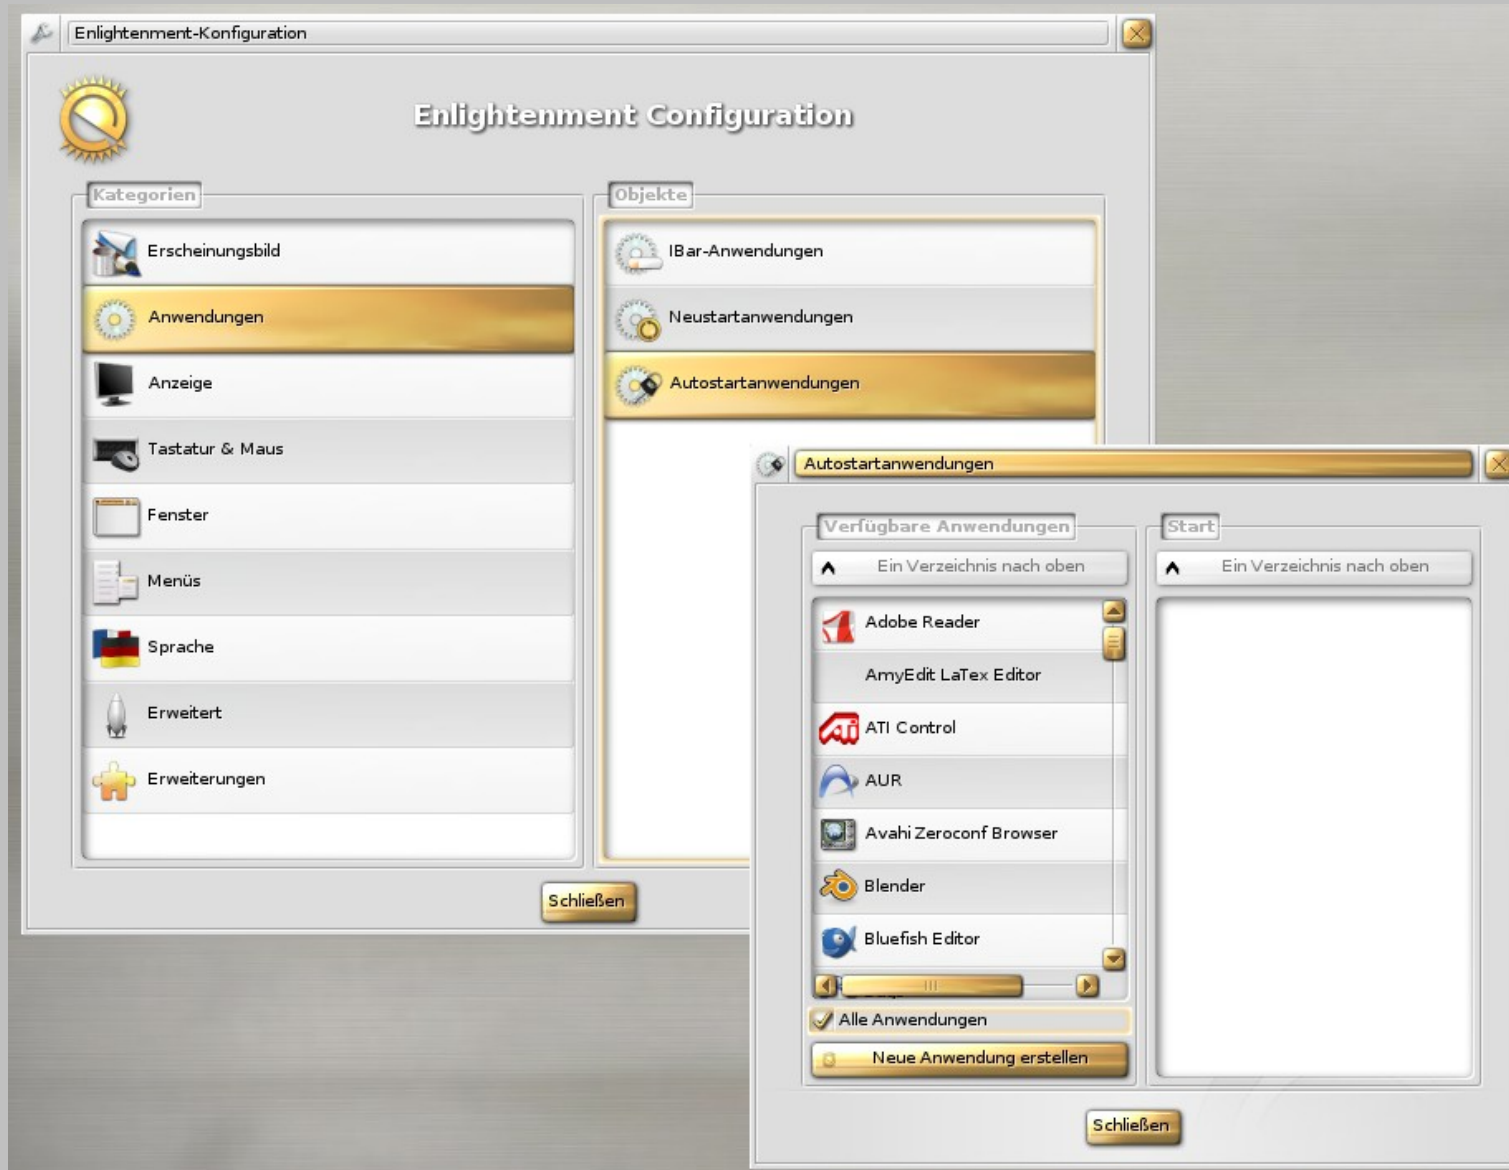 Enlightenment-Konfiguration
Enlightenment Configuration
Kategorien
Erscheinungsbild
Anwendungen
Anzeige
Tastatur & Maus
Fenster
Menüs
Sprache
Erweitert
Erweiterungen
Objekte
IBar-Anwendungen
Neustartanwendungen
Autostartanwendungen
Schließen
Autostartanwendungen
Verfügbare Anwendungen
Ein Verzeichnis nach oben
Adobe Reader
AmyEdit LaTex Editor
ATI Control
AUR
Avahi Zeroconf Browser
Blender
Bluefish Editor
Alle Anwendungen
Neue Anwendung erstellen
Start
Ein Verzeichnis nach oben
Schließen